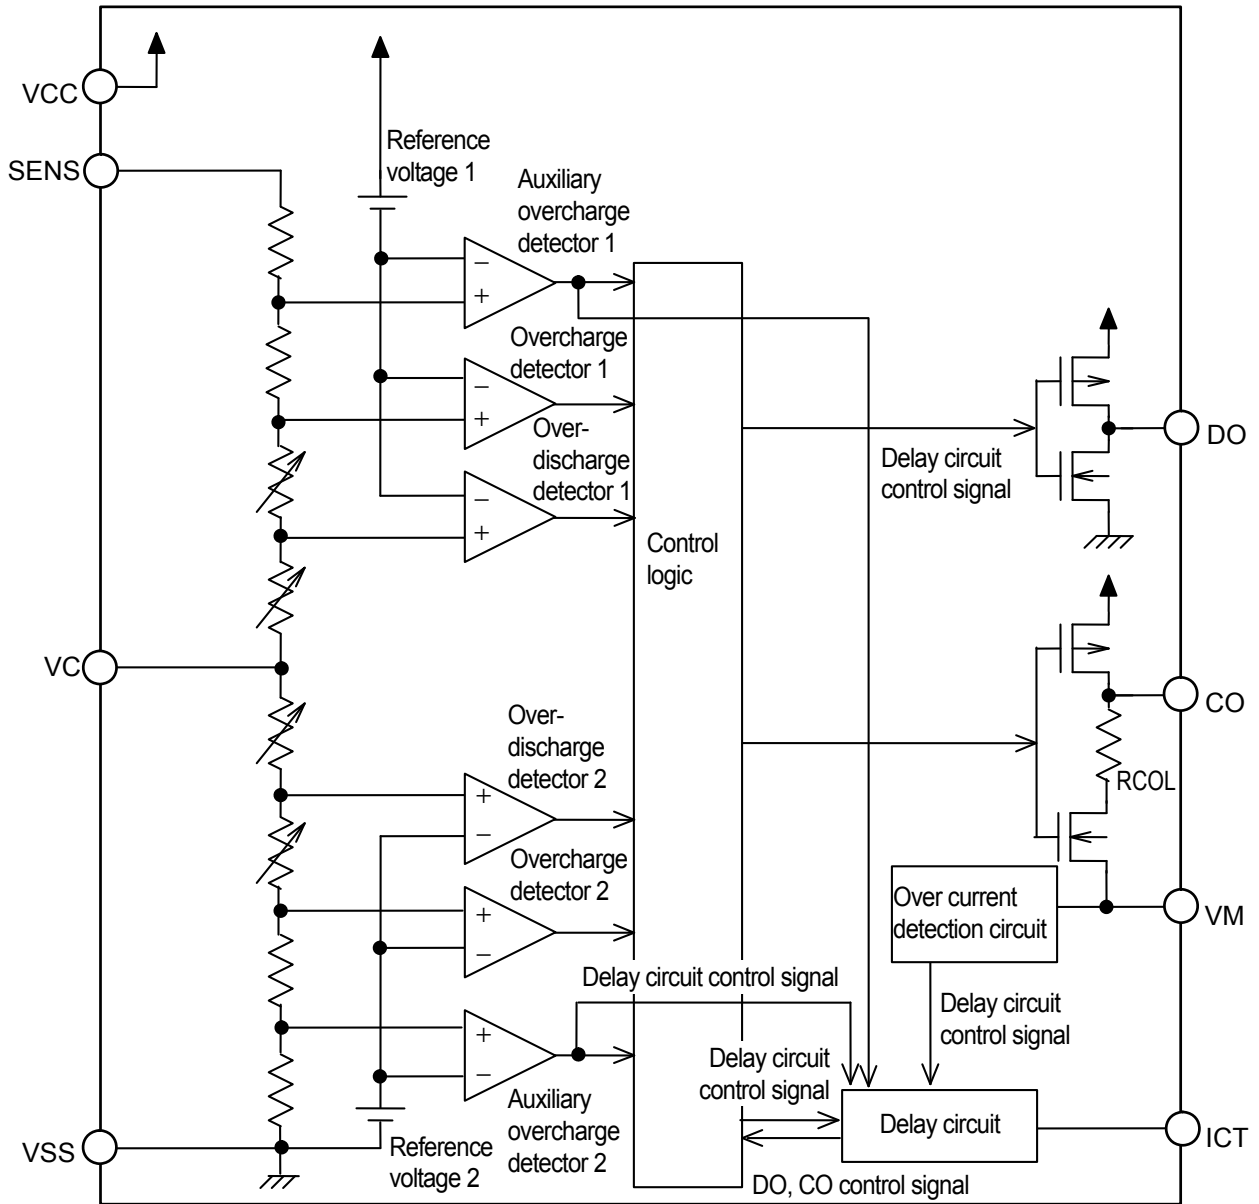 VCC
SENS
Reference
voltage 1
Auxiliary
overcharge
detector 1
−
+
Overcharge
detector 1
−
+
Over-
discharge
detector 1
−
+
Control
logic
Delay circuit
control signal
DO
VC
CO
RCOL
Over-
discharge
detector 2
+
−
Overcharge
detector 2
+
−
Over current
detection circuit
VM
Delay circuit control signal
Delay circuit
control signal
+
−
Delay circuit
control signal
Auxiliary
overcharge
detector 2
Delay circuit
ICT
VSS
Reference
voltage 2
DO, CO control signal